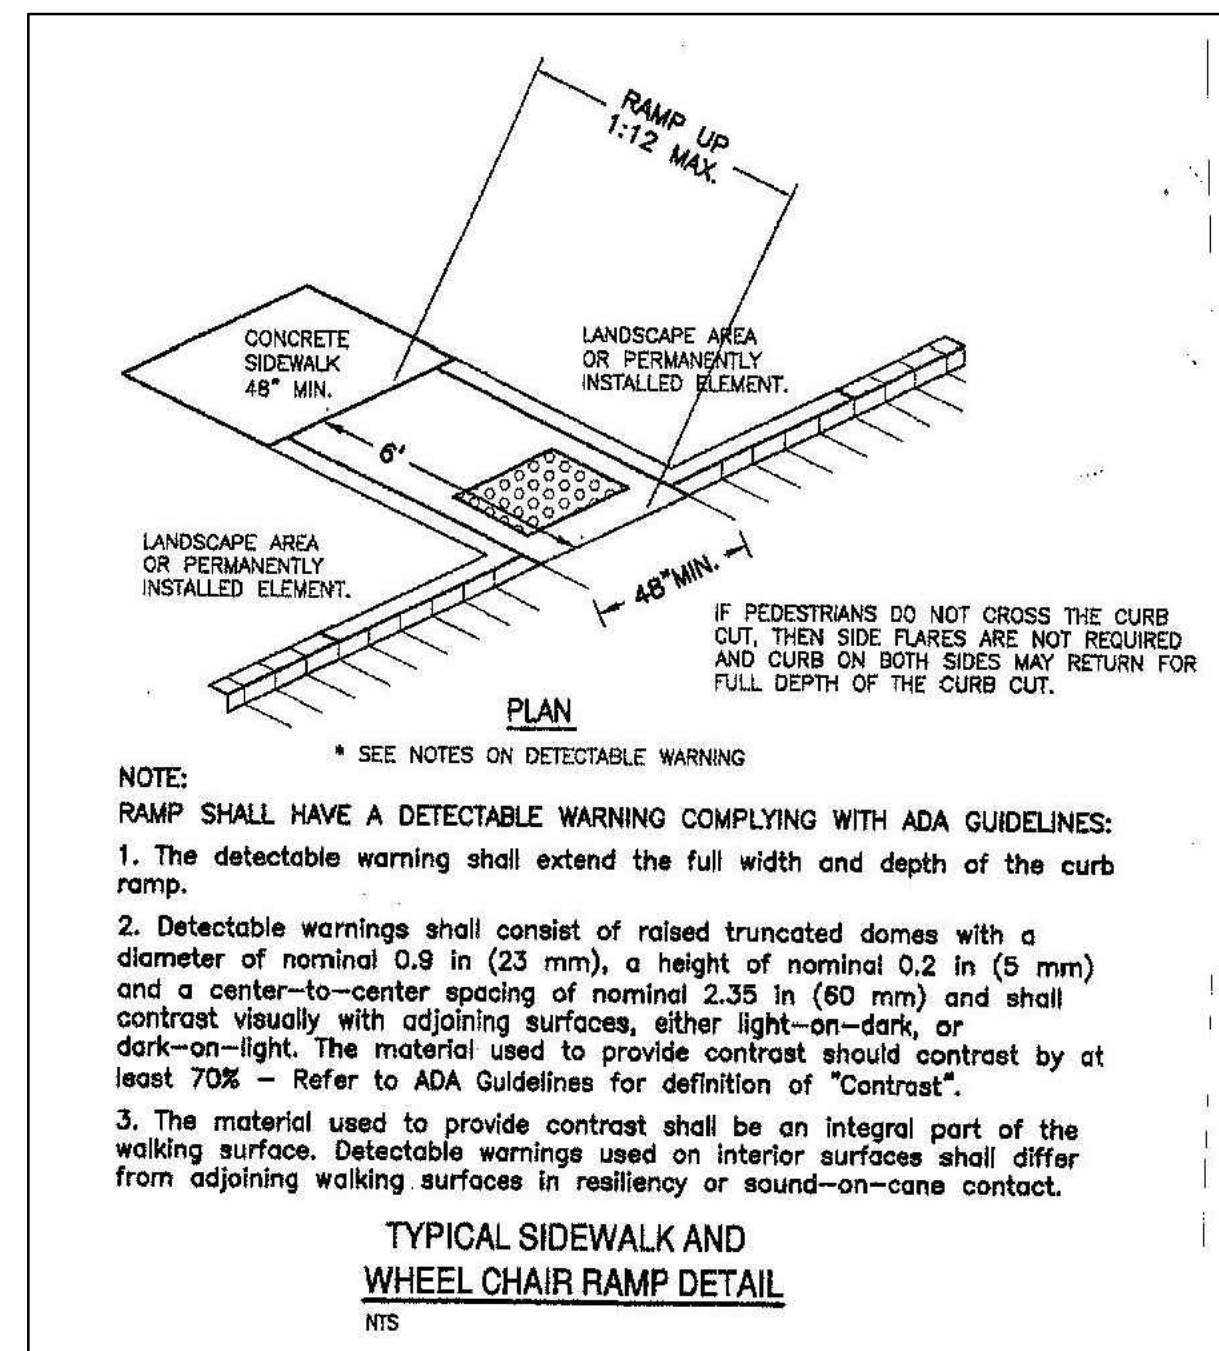 RAMP UP
1:12 MAX.
CONCRETE
SIDEWALK
48" MIN.
LANDSCAPE AREA
OR PERMANENTLY
INSTALLED ELEMENT.
6'
LANDSCAPE AREA
OR PERMANENTLY
INSTALLED ELEMENT.
48" MIN.
IF PEDESTRIANS DO NOT CROSS THE CURB
CUT, THEN SIDE FLARES ARE NOT REQUIRED
AND CURB ON BOTH SIDES MAY RETURN FOR
FULL DEPTH OF THE CURB CUT.
PLAN
* SEE NOTES ON DETECTABLE WARNING
NOTE:
RAMP SHALL HAVE A DETECTABLE WARNING COMPLYING WITH ADA GUIDELINES:
1. The detectable warning shall extend the full width and depth of the curb
ramp.
2. Detectable warnings shall consist of raised truncated domes with a
diameter of nominal 0.9 in (23 mm), a height of nominal 0.2 in (5 mm)
and a center-to-center spacing of nominal 2.35 in (60 mm) and shall
contrast visually with adjoining surfaces, either light-on-dark, or
dark-on-light. The material used to provide contrast should contrast by at
least 70% – Refer to ADA Guidelines for definition of "Contrast".
3. The material used to provide contrast shall be an integral part of the
walking surface. Detectable warnings used on interior surfaces shall differ
from adjoining walking surfaces in resiliency or sound-on-cane contact.
TYPICAL SIDEWALK AND
WHEEL CHAIR RAMP DETAIL
NTS